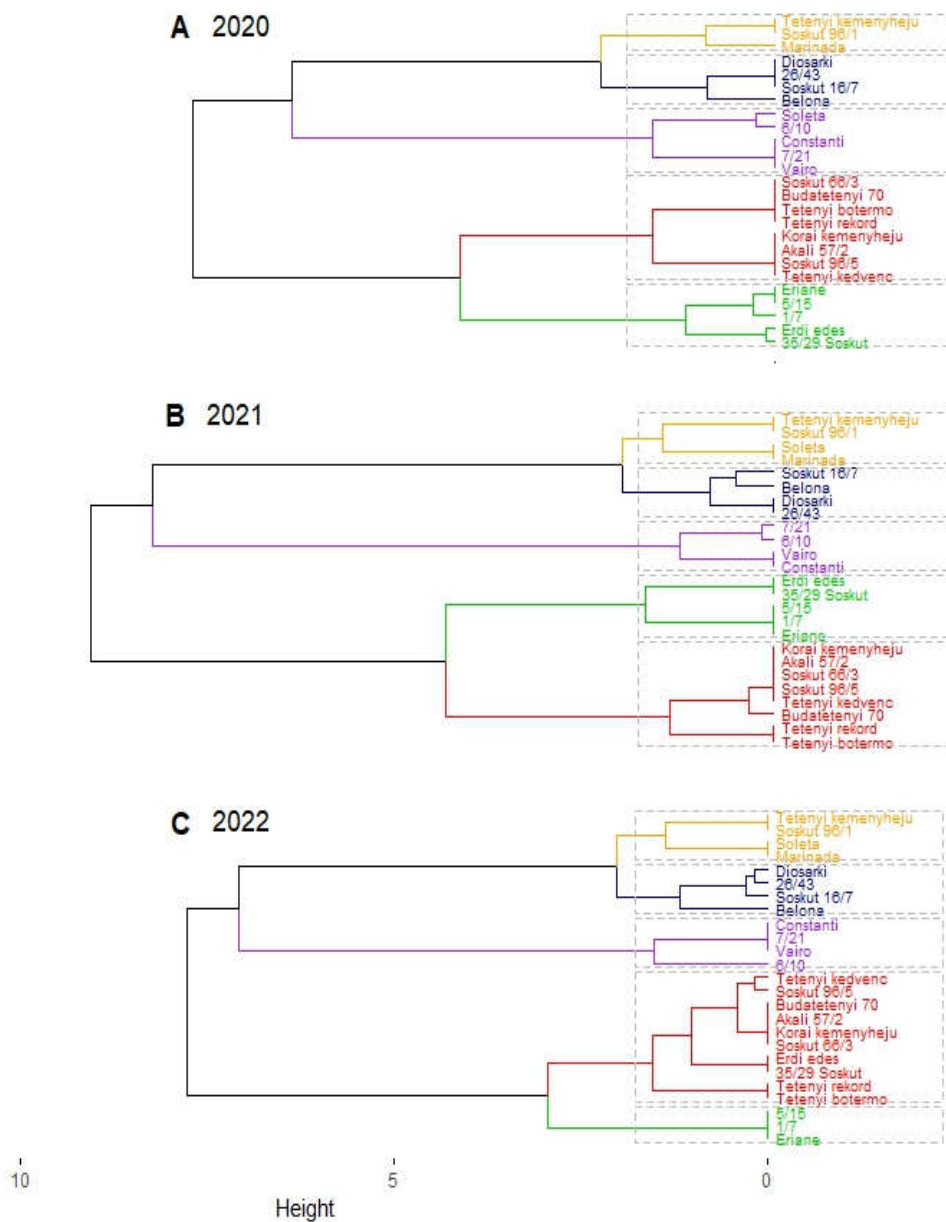 A 2020
Tetenyi kemenyheju
Soskut 96/1
Marinada
Diosarki
26/43
Soskut 16/7
Belona
Soleta
6/10
Constanti
7/21
Vairo
Soskut 66/3
Budatetenyi 70
Tetenyi botermo
Tetenyi rekord
Korai kemenyheju
Akali 57/2
Soskut 96/5
Tetenyi kedvenc
Eriane
5/15
1/7
Erdi edes
35/29 Soskut
B 2021
Tetenyi kemenyheju
Soskut 96/1
Soleta
Marinada
Soskut 16/7
Belona
Diosarki
26/43
7/21
6/10
Vairo
Constanti
Erdi edes
35/29 Soskut
5/15
1/7
Eriane
Korai kemenyheju
Akali 57/2
Soskut 66/3
Soskut 96/5
Tetenyi kedvenc
Budatetenyi 70
Tetenyi rekord
Tetenyi botermo
C 2022
Tetenyi kemenyheju
Soskut 96/1
Soleta
Marinada
Diosarki
26/43
Soskut 16/7
Belona
Constanti
7/21
Vairo
6/10
Tetenyi kedvenc
Soskut 96/5
Budatetenyi 70
Akali 57/2
Korai kemenyheju
Soskut 66/3
Erdi edes
35/29 Soskut
Tetenyi rekord
Tetenyi botermo
5/15
1/7
Eriane
10 5 0
Height